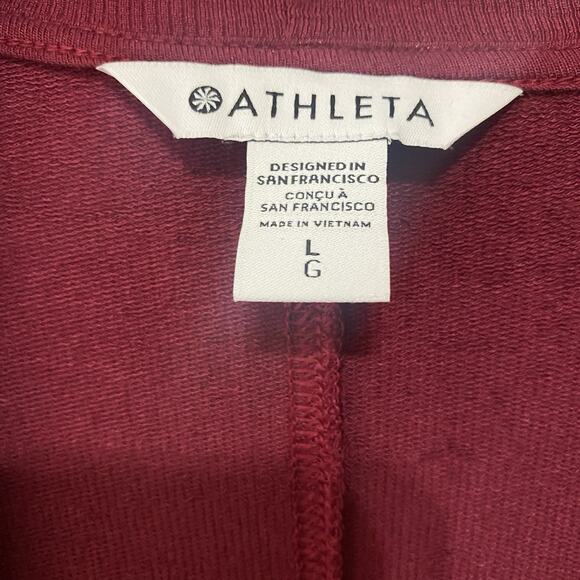 ATHLETA
DESIGNED IN
SAN FRANCISCO
CONÇU À
SAN FRANCISCO
MADE IN VIETNAM
L
G